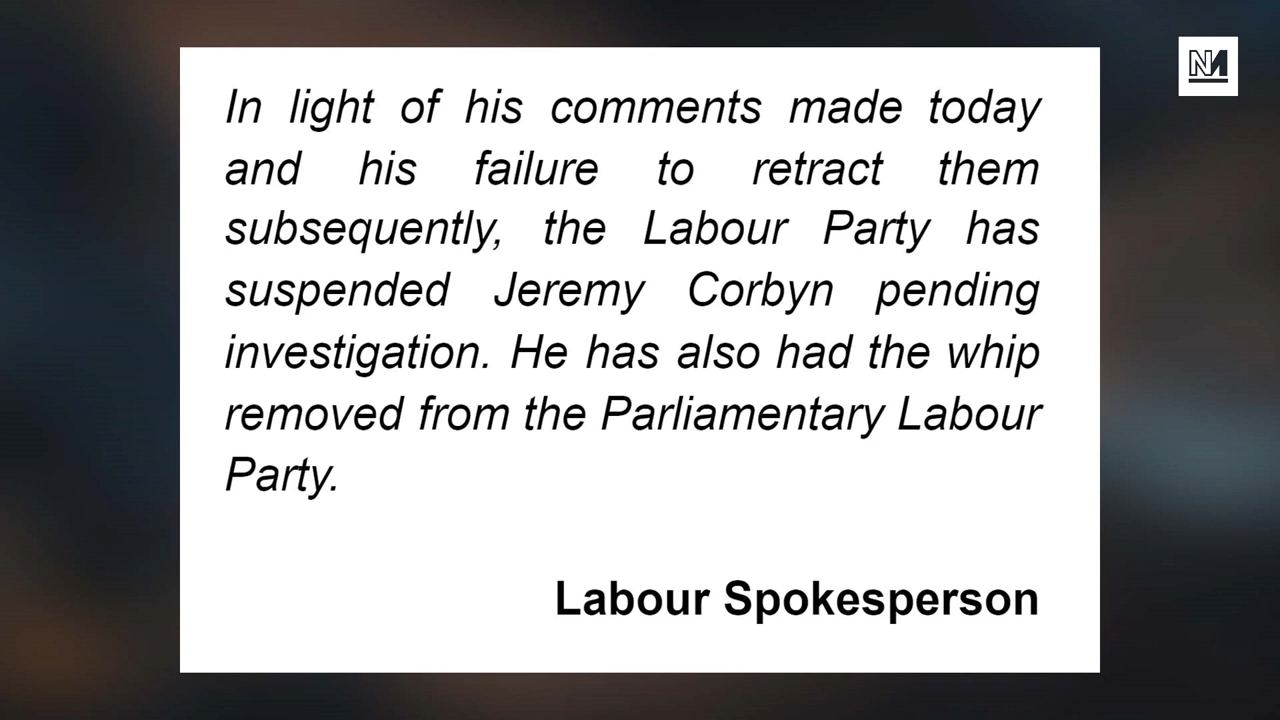 In light of his comments made today
and his failure to retract them
subsequently, the Labour Party has
suspended Jeremy Corbyn pending
investigation. He has also had the whip
removed from the Parliamentary Labour
Party.
Labour Spokesperson
NM